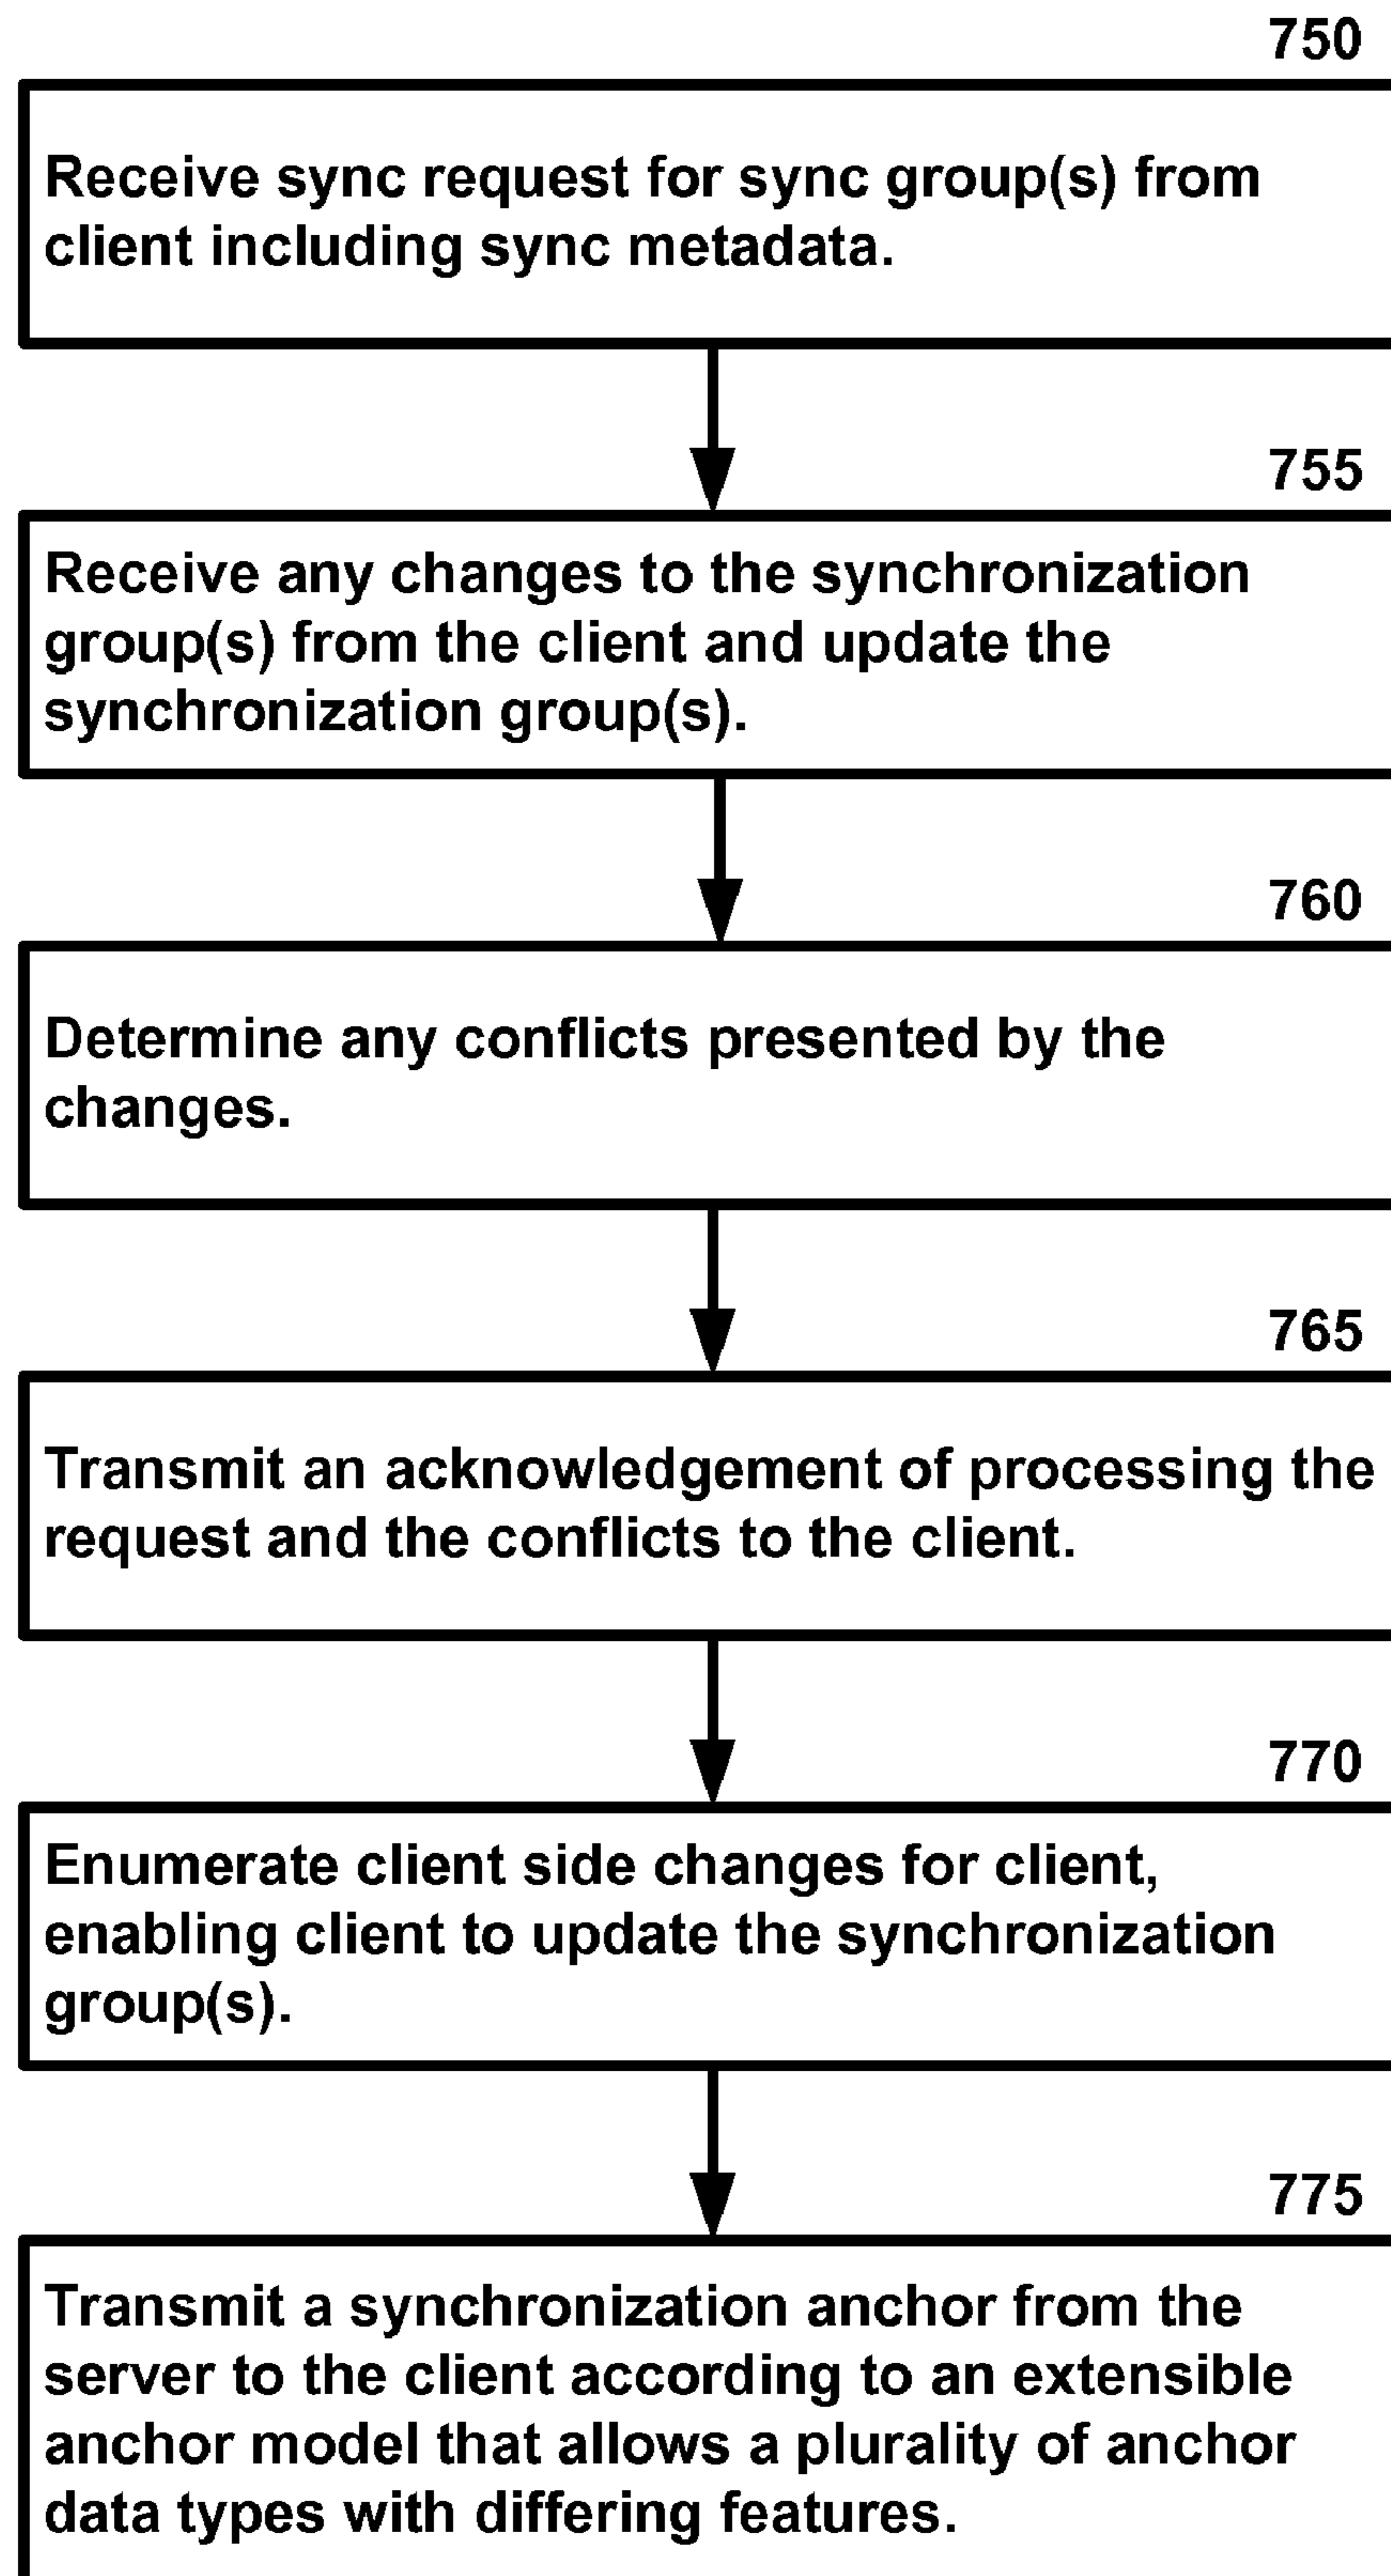 750
Receive sync request for sync group(s) from
client including sync metadata.
755
Receive any changes to the synchronization
group(s) from the client and update the
synchronization group(s).
760
Determine any conflicts presented by the
changes.
765
Transmit an acknowledgement of processing the
request and the conflicts to the client.
770
Enumerate client side changes for client,
enabling client to update the synchronization
group(s).
775
Transmit a synchronization anchor from the
server to the client according to an extensible
anchor model that allows a plurality of anchor
data types with differing features.